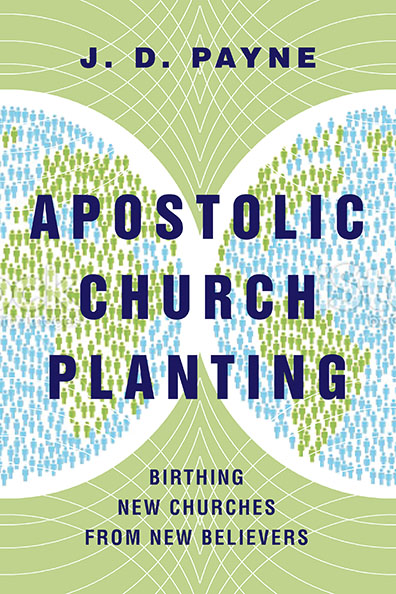 J. D. PAYNE
APOSTOLIC
CHURCH
PLANTING
BIRTHING
NEW CHURCHES
FROM NEW BELIEVERS